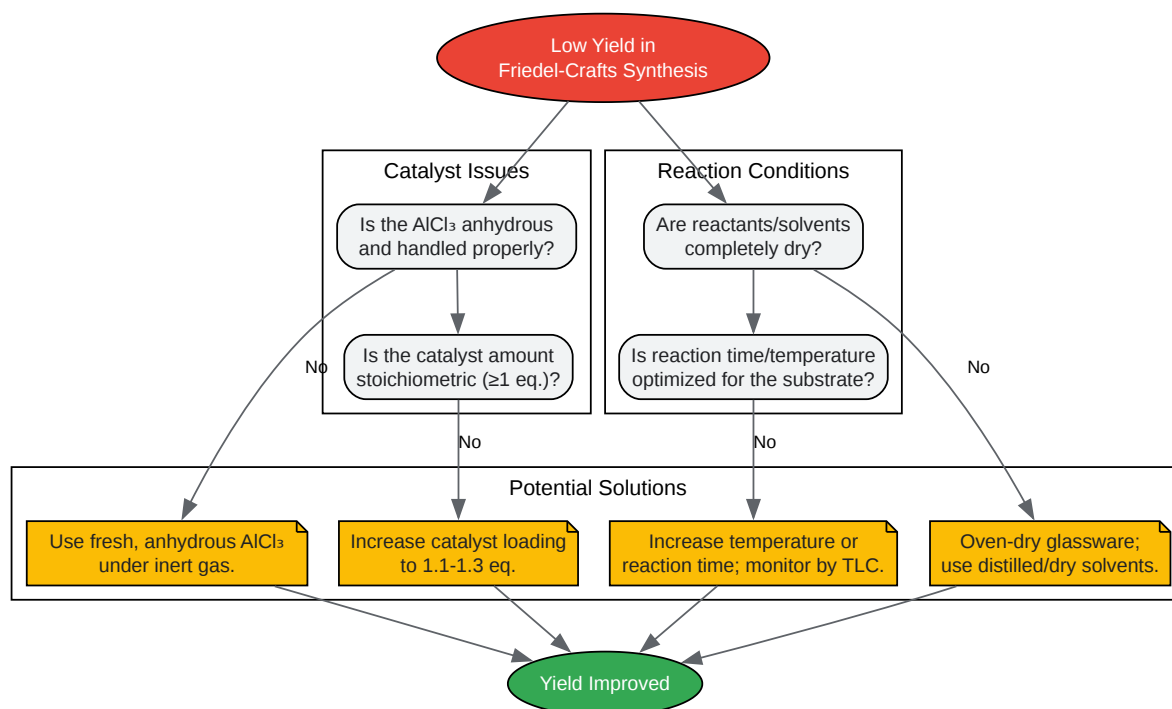 Low Yield in
Friedel-Crafts Synthesis
Catalyst Issues
Reaction Conditions
Is the AlCl₃ anhydrous
and handled properly?
Are reactants/solvents
completely dry?
Is the catalyst amount
stoichiometric (≥1 eq.)?
Is reaction time/temperature
optimized for the substrate?
No
No
No
No
Potential Solutions
Use fresh, anhydrous AlCl₃
under inert gas.
Increase catalyst loading
to 1.1-1.3 eq.
Increase temperature or
reaction time; monitor by TLC.
Oven-dry glassware;
use distilled/dry solvents.
Yield Improved